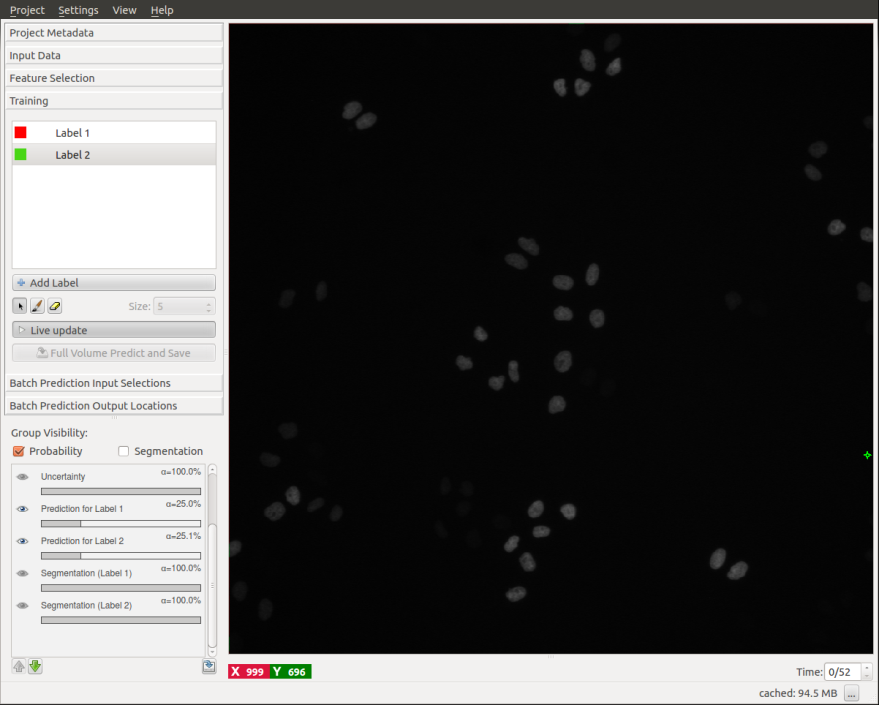 Project Settings View Help
Project Metadata
Input Data
Feature Selection
Training
Label 1
Label 2
Add Label
Size: 5
Live update
Full Volume Predict and Save
Batch Prediction Input Selections
Batch Prediction Output Locations
Group Visibility:
Probability Segmentation
Uncertainty α=100.0%
Prediction for Label 1 α=25.0%
Prediction for Label 2 α=25.1%
Segmentation (Label 1) α=100.0%
Segmentation (Label 2) α=100.0%
X 999 Y 696 Time: 0/52
cached: 94.5 MB ...